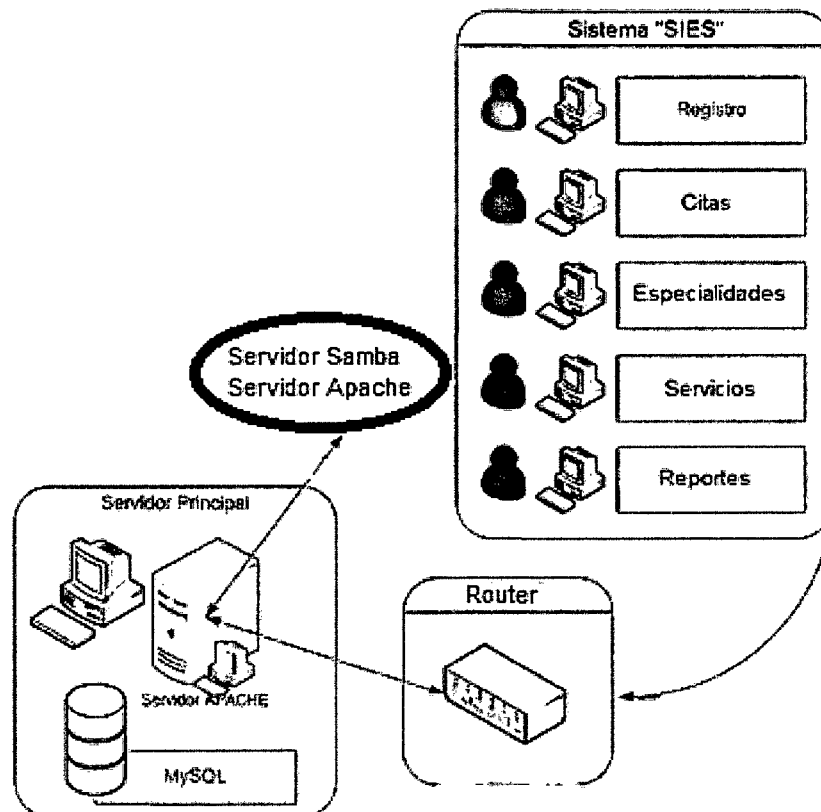 Sistema "SIES"
Registro
Citas
Especialidades
Servicios
Reportes
Servidor Samba
Servidor Apache
Servidor Principal
Servidor APACHE
MySQL
Router